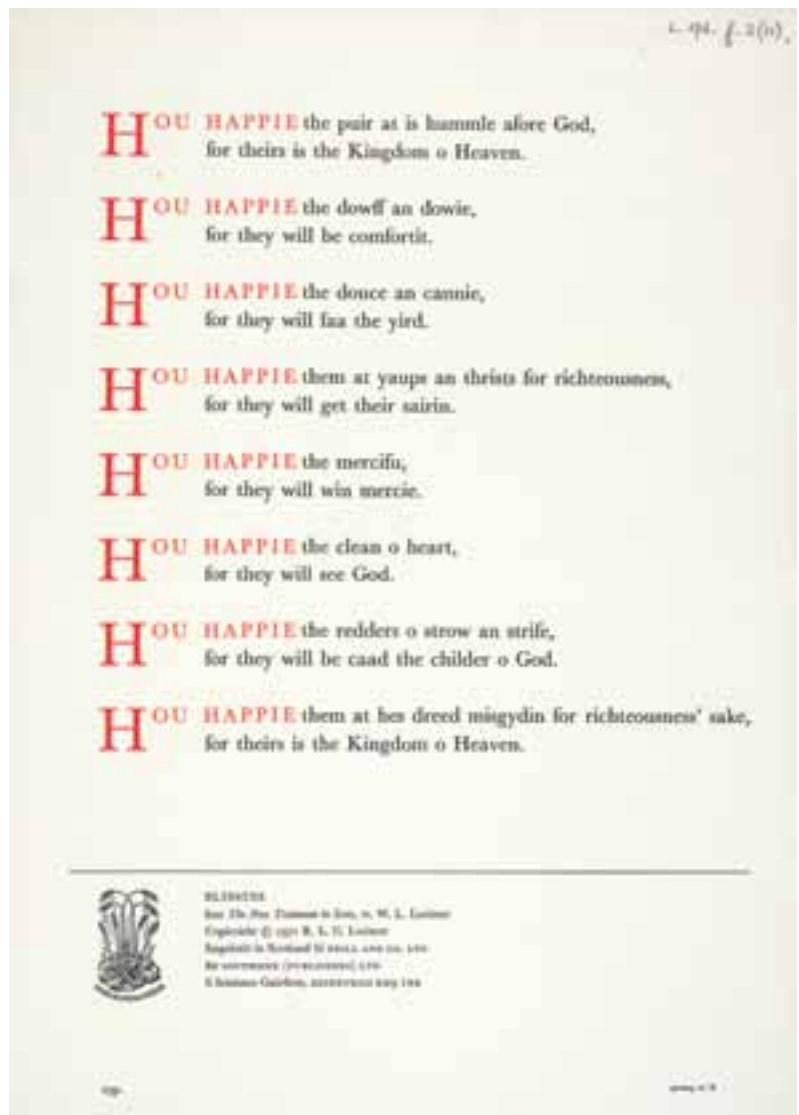 HOU HAPPIE the puir at is hummle afore God,
for theirs is the Kingdom o Heaven.
HOU HAPPIE the dowff an dowie,
for they will be comfortit.
HOU HAPPIE the douce an cannie,
for they will faa the yird.
HOU HAPPIE them at yaups an thrists for richteousness,
for they will get their sairin.
HOU HAPPIE the mercifu,
for they will win mercie.
HOU HAPPIE the clean o heart,
for they will see God.
HOU HAPPIE the redders o strow an strife,
for they will be caad the childer o God.
HOU HAPPIE them at hes dreed misgydin for richteousness' sake,
for theirs is the Kingdom o Heaven.
The New Testament in Scots, W. L. Lorimer
R. L. C. Lorimer
SOUTHSIDE (PUBLISHERS) LTD